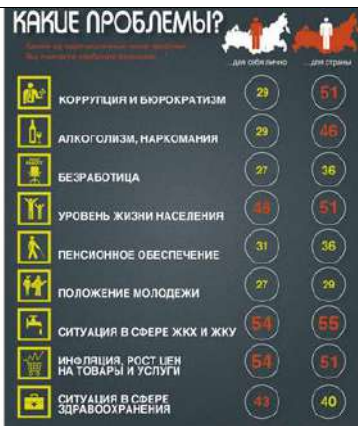 КАКИЕ ПРОБЛЕМЫ?
...для себя лично
...для страны
КОРРУПЦИЯ И БЮРОКРАТИЗМ 29 51
АЛКОГОЛИЗМ, НАРКОМАНИЯ 29 46
БЕЗРАБОТИЦА 27 36
УРОВЕНЬ ЖИЗНИ НАСЕЛЕНИЯ 51
ПЕНСИОННОЕ ОБЕСПЕЧЕНИЕ 31 36
ПОЛОЖЕНИЕ МОЛОДЕЖИ 27 29
СИТУАЦИЯ В СФЕРЕ ЖКХ И ЖКУ 54 55
ИНФЛЯЦИЯ, РОСТ ЦЕН
НА ТОВАРЫ И УСЛУГИ 54 51
СИТУАЦИЯ В СФЕРЕ
ЗДРАВООХРАНЕНИЯ 43 40